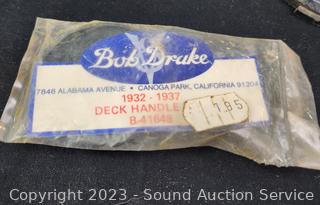 Bob Drake
7846 ALABAMA AVENUE • CANOGA PARK, CALIFORNIA 91304
1932 - 1937
DECK HANDLE
B-41648
17.95
Copyright © 2023 - Sound Auction Service